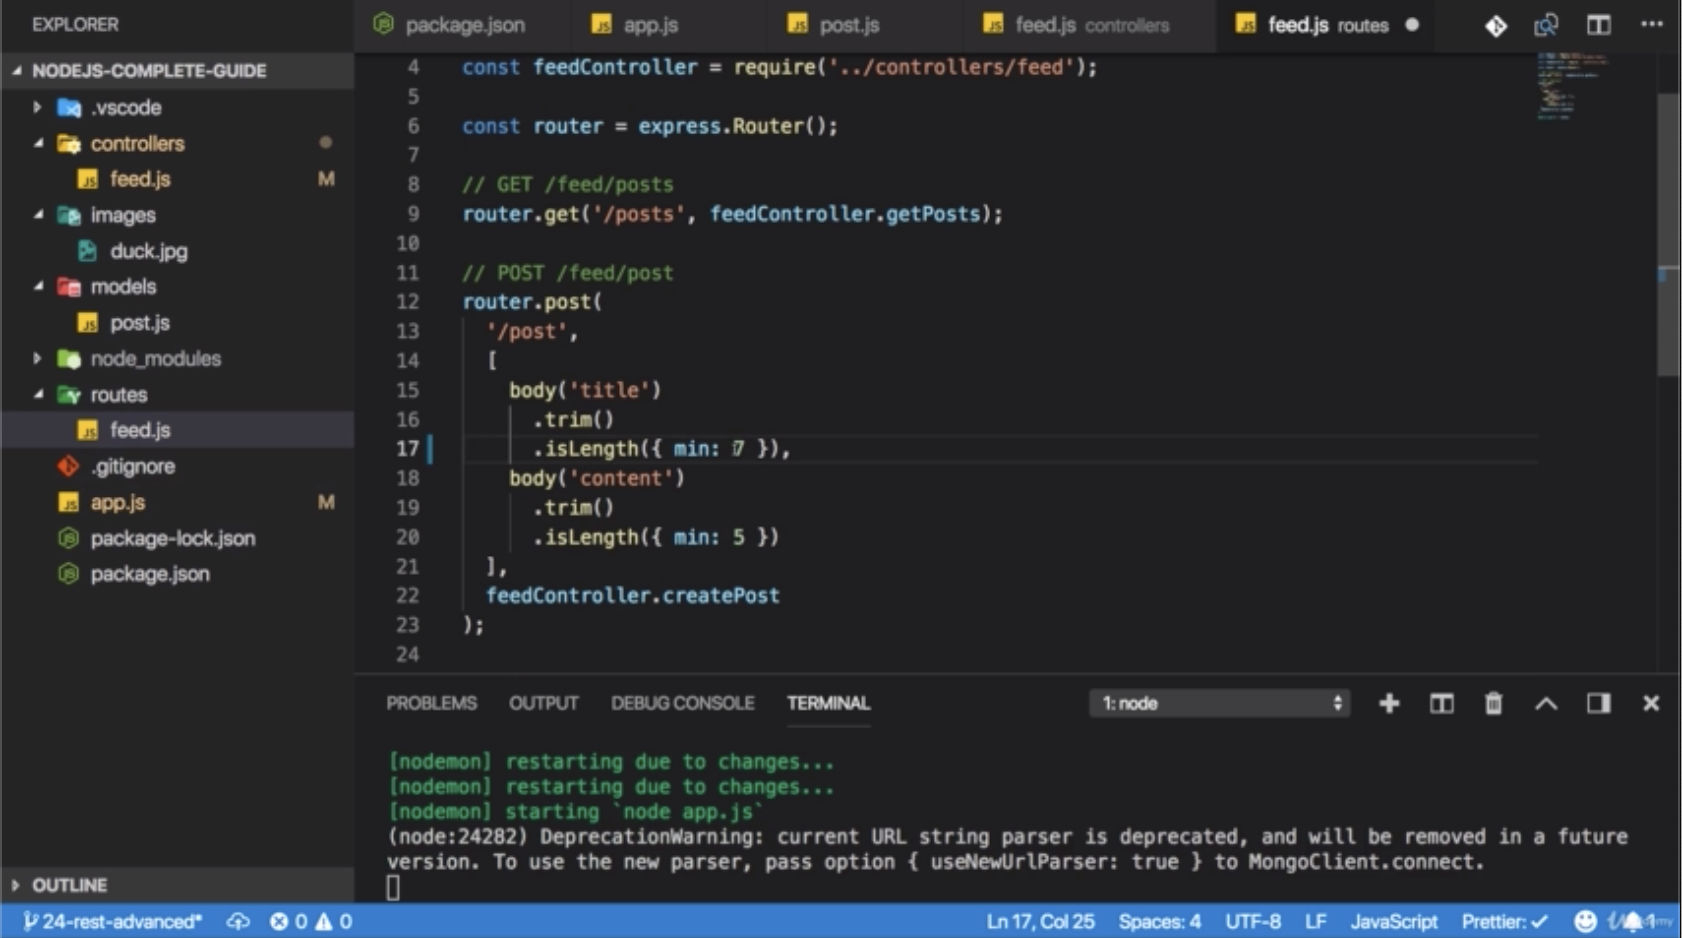 EXPLORER
package.json
app.js
post.js
feed.js controllers
feed.js routes
NODEJS-COMPLETE-GUIDE
.vscode
controllers
feed.js M
images
duck.jpg
models
post.js
node_modules
routes
feed.js
.gitignore
app.js M
package-lock.json
package.json
OUTLINE
4 const feedController = require('../controllers/feed');
5
6 const router = express.Router();
7
8 // GET /feed/posts
9 router.get('/posts', feedController.getPosts);
10
11 // POST /feed/post
12 router.post(
13 '/post',
14 [
15 body('title')
16 .trim()
17 .isLength({ min: 7 }),
18 body('content')
19 .trim()
20 .isLength({ min: 5 })
21 ],
22 feedController.createPost
23 );
24
PROBLEMS OUTPUT DEBUG CONSOLE TERMINAL 1: node
[nodemon] restarting due to changes...
[nodemon] restarting due to changes...
[nodemon] starting `node app.js`
(node:24282) DeprecationWarning: current URL string parser is deprecated, and will be removed in a future
version. To use the new parser, pass option { useNewUrlParser: true } to MongoClient.connect.
24-rest-advanced* 0 0 Ln 17, Col 25 Spaces: 4 UTF-8 LF JavaScript Prettier: ✓ 1